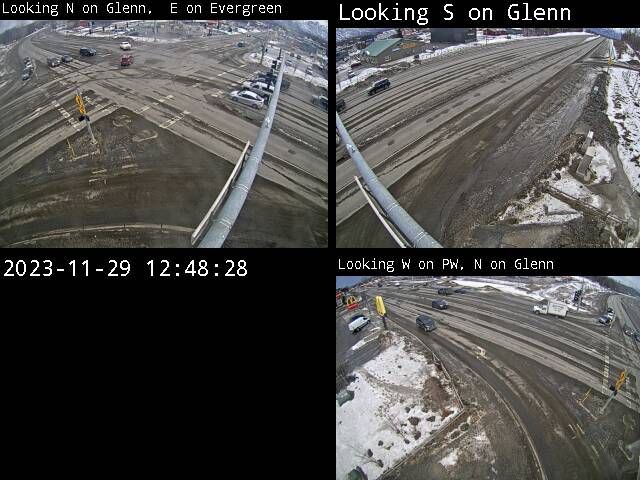 Looking N on Glenn,  E on Evergreen
Looking S on Glenn
2023-11-29 12:48:28
Looking W on PW, N on Glenn